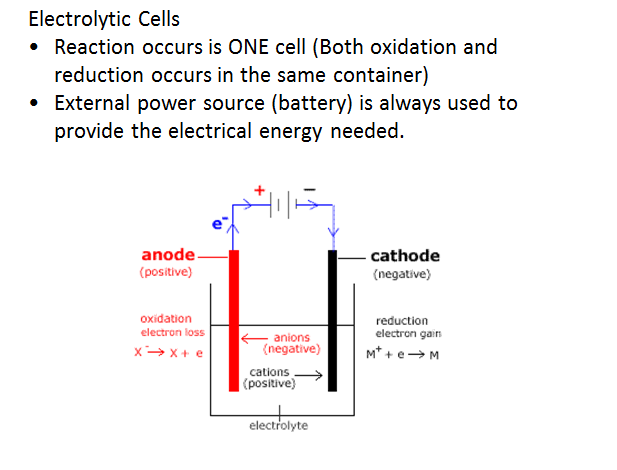 Electrolytic Cells
• Reaction occurs is ONE cell (Both oxidation and
reduction occurs in the same container)
• External power source (battery) is always used to
provide the electrical energy needed.
+ −
e⁻
anode
(positive)
cathode
(negative)
oxidation
electron loss
X⁻ → X + e
anions
(negative)
cations
(positive)
reduction
electron gain
M⁺ + e → M
electrolyte